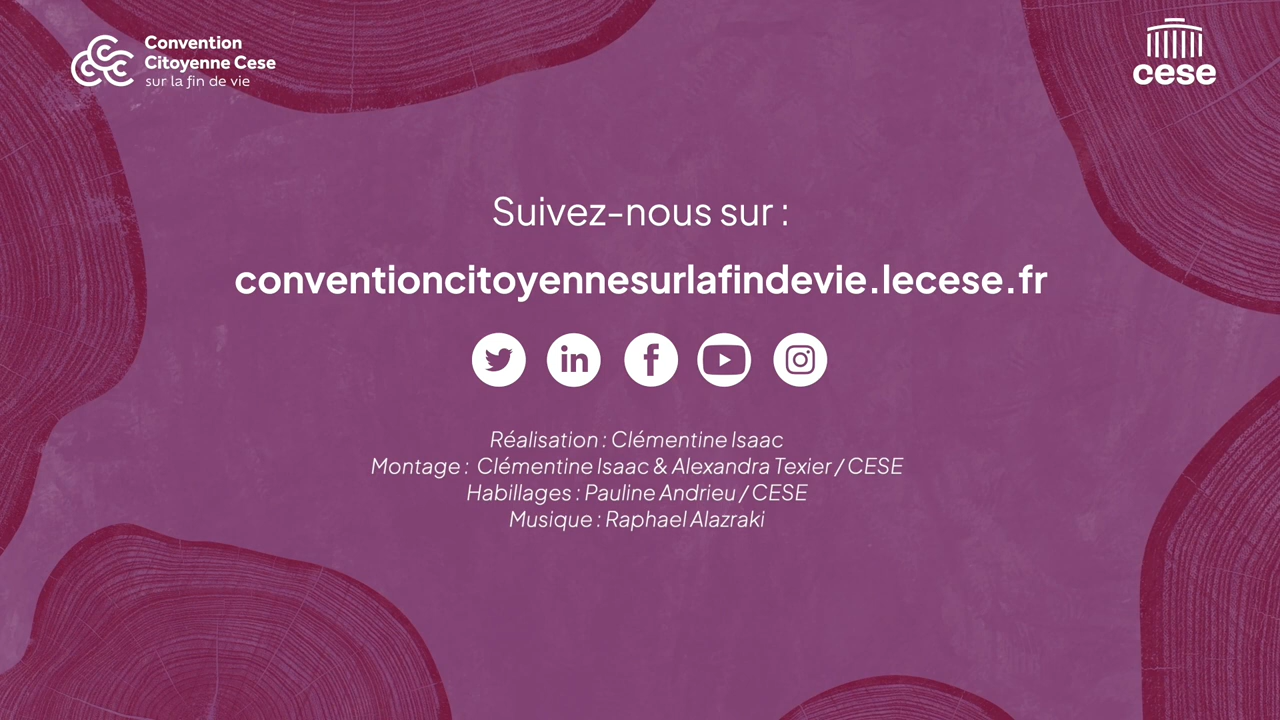 Convention
Citoyenne Cese
sur la fin de vie
cese
Suivez-nous sur :
conventioncitoyennesurlafindevie.lecese.fr
Réalisation : Clémentine Isaac
Montage : Clémentine Isaac & Alexandra Texier / CESE
Habillages : Pauline Andrieu / CESE
Musique : Raphael Alazraki